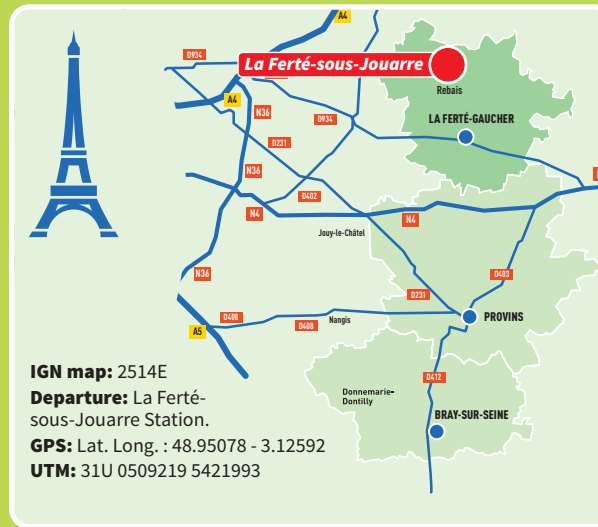 A4
D934
La Ferté-sous-Jouarre
Rebais
A4
N36
D934
LA FERTÉ-GAUCHER
D231
N36
D402
N4
N4
Jouy-le-Châtel
N36
D403
D231
D408
D408
Nangis
PROVINS
A5
D412
Donnemarie-
Dontilly
BRAY-SUR-SEINE
IGN map: 2514E
Departure: La Ferté-
sous-Jouarre Station.
GPS: Lat. Long. : 48.95078 - 3.12592
UTM: 31U 0509219 5421993